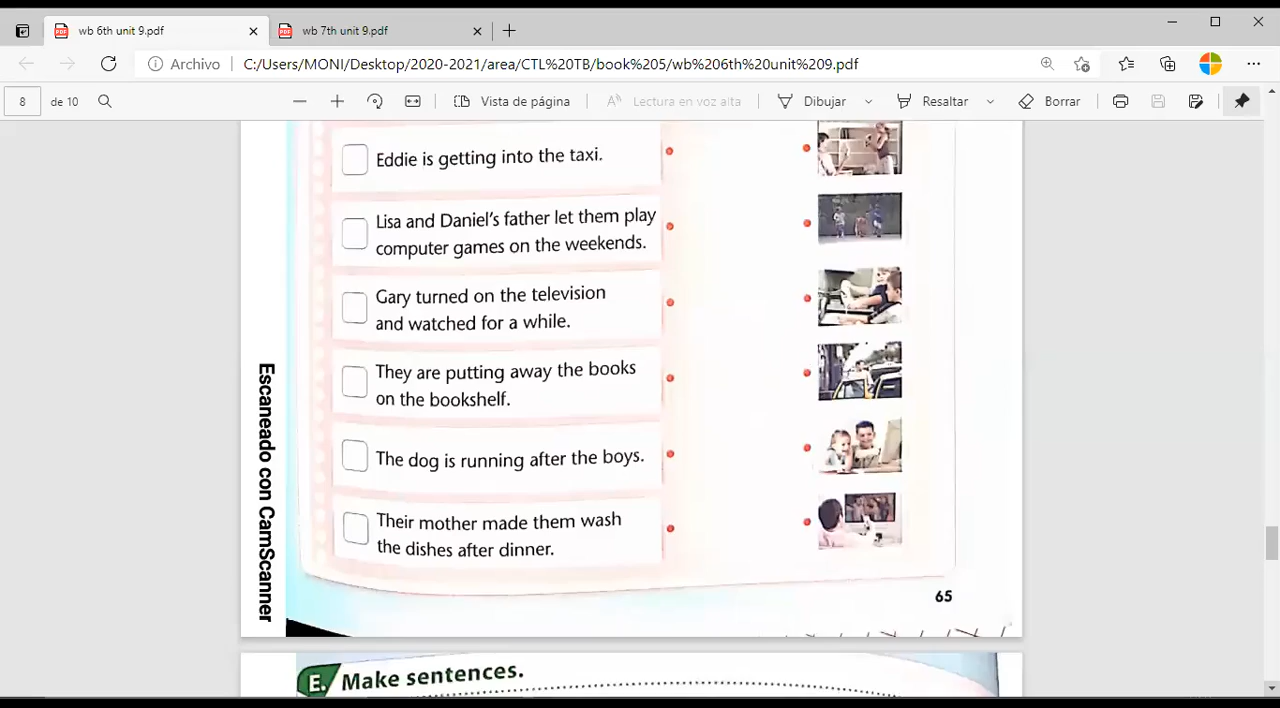 wb 6th unit 9.pdf
wb 7th unit 9.pdf
Archivo
C:/Users/MONI/Desktop/2020-2021/area/CTL%20TB/book%205/wb%206th%20unit%209.pdf
8
de 10
Vista de página
Lectura en voz alta
Dibujar
Resaltar
Borrar
Eddie is getting into the taxi.
Lisa and Daniel's father let them play
computer games on the weekends.
Gary turned on the television
and watched for a while.
They are putting away the books
on the bookshelf.
The dog is running after the boys.
Their mother made them wash
the dishes after dinner.
65
Escaneado con CamScanner
E. Make sentences.